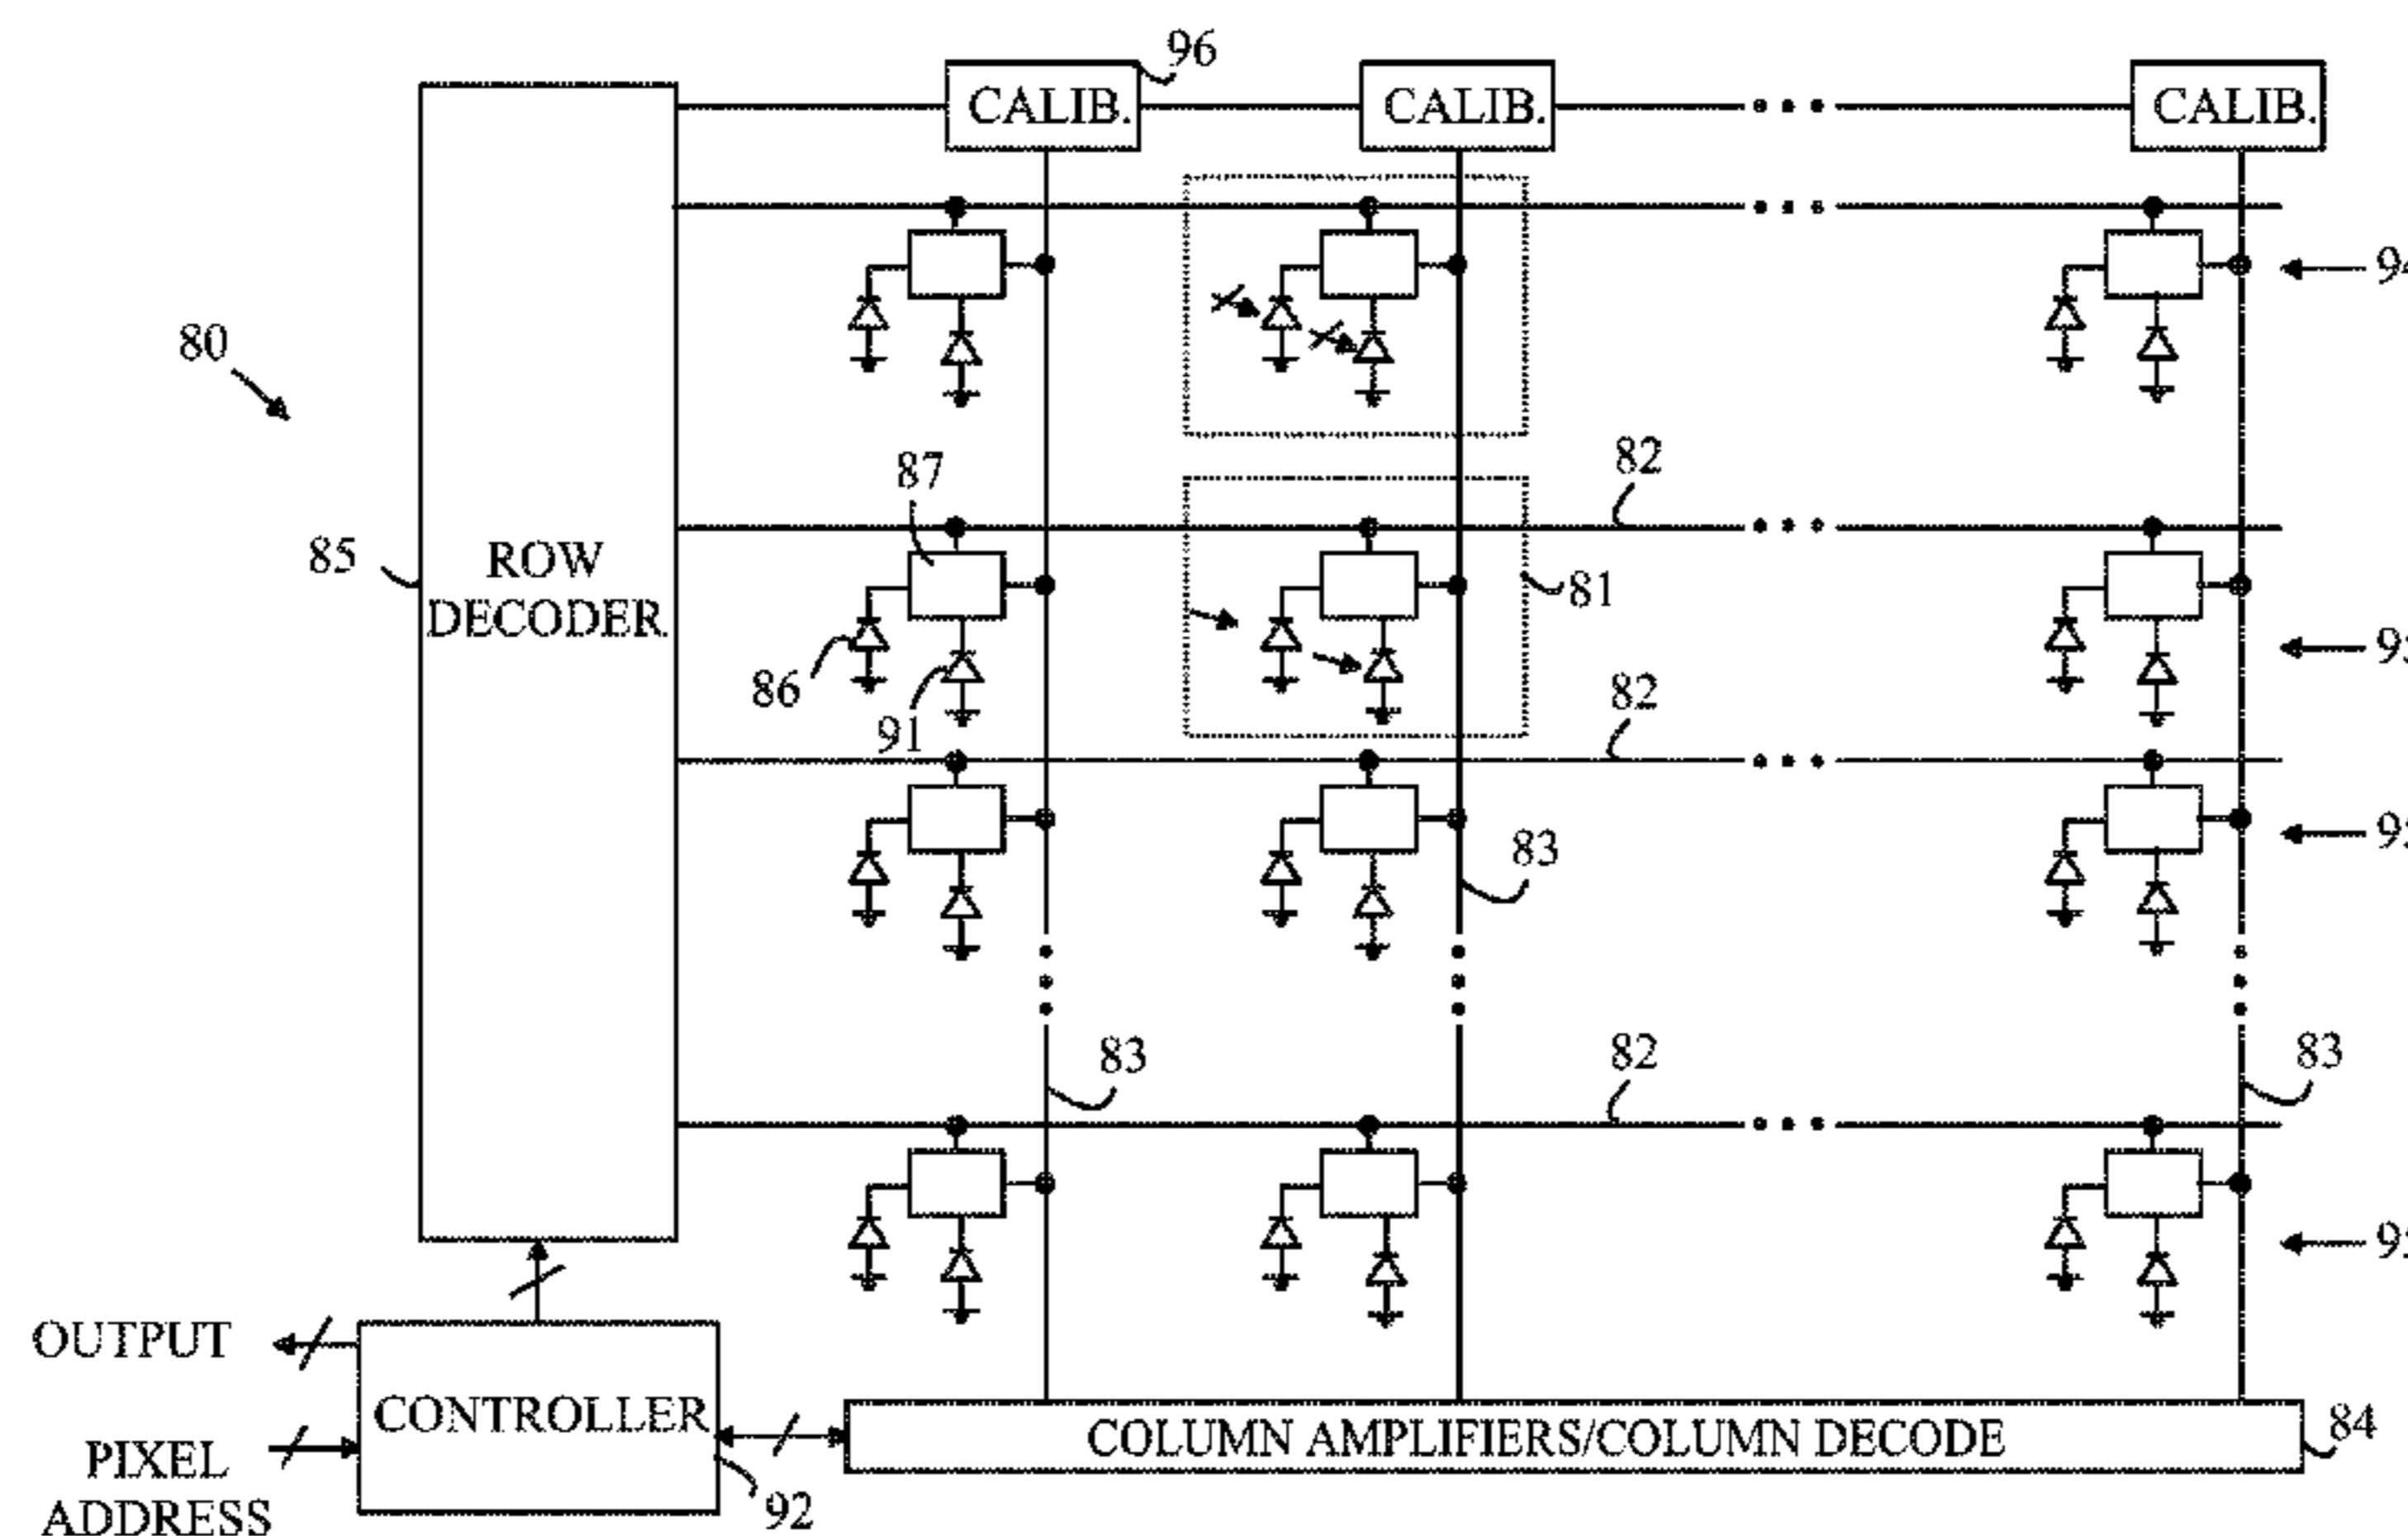 96
CALIB. CALIB. CALIB.
80
87
82
85
ROW
DECODER
81
86
91
82
83
83
82
83
OUTPUT
CONTROLLER
PIXEL
ADDRESS
92
COLUMN AMPLIFIERS/COLUMN DECODE
84